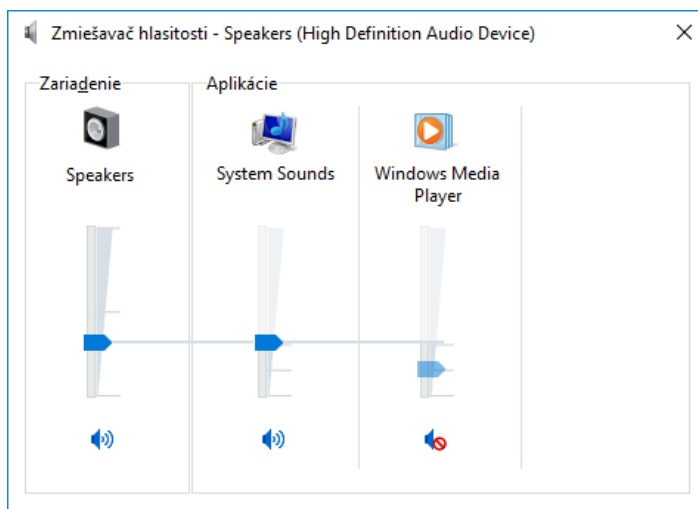 Zmiešavač hlasitosti - Speakers (High Definition Audio Device)
Zariadenie
Aplikácie
Speakers
System Sounds
Windows Media
Player